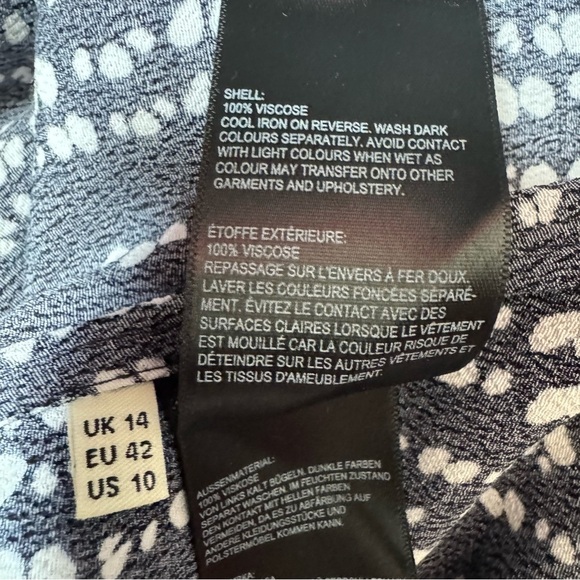 SHELL:
100% VISCOSE
COOL IRON ON REVERSE. WASH DARK
COLOURS SEPARATELY. AVOID CONTACT
WITH LIGHT COLOURS WHEN WET AS
COLOUR MAY TRANSFER ONTO OTHER
GARMENTS AND UPHOLSTERY.
ÉTOFFE EXTÉRIEURE:
100% VISCOSE
REPASSAGE SUR L'ENVERS À FER DOUX.
LAVER LES COULEURS FONCÉES SÉPARÉ-
MENT. ÉVITEZ LE CONTACT AVEC DES
SURFACES CLAIRES LORSQUE LE VÊTEMENT
EST MOUILLÉ CAR LA COULEUR RISQUE DE
DÉTEINDRE SUR LES AUTRES VÊTEMENTS ET
LES TISSUS D'AMEUBLEMENT.
UK 14
EU 42
US 10
AUSSENMATERIAL:
100% VISKOSE
VON LINKS KALT BÜGELN. DUNKLE FARBEN
SEPARAT WASCHEN. IM FEUCHTEN ZUSTAND
DEN KONTAKT MIT HELLEN FARBEN
VERMEIDEN, DA ES ZU ABFÄRBUNG AUF
ANDERE KLEIDUNGSSTÜCKE UND
POLSTERMÖBEL KOMMEN KANN.